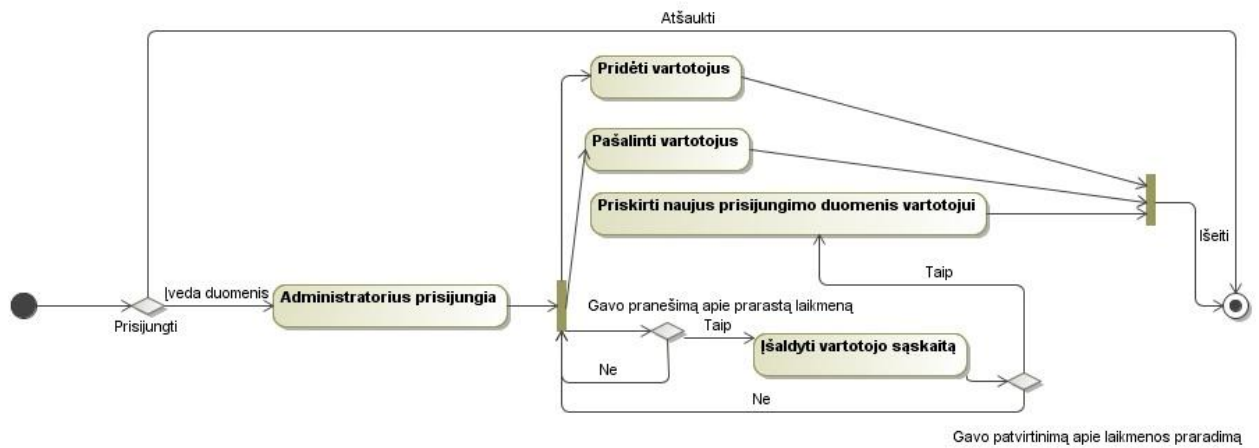 Atšaukti
Pridėti vartotojus
Pašalinti vartotojus
Priskirti naujus prisijungimo duomenis vartotojui
Išeiti
Taip
Įveda duomenis
Administratorius prisijungia
Prisijungti
Gavo pranešimą apie prarastą laikmeną
Taip
Įšaldyti vartotojo sąskaitą
Ne
Ne
Gavo patvirtinimą apie laikmenos praradimą